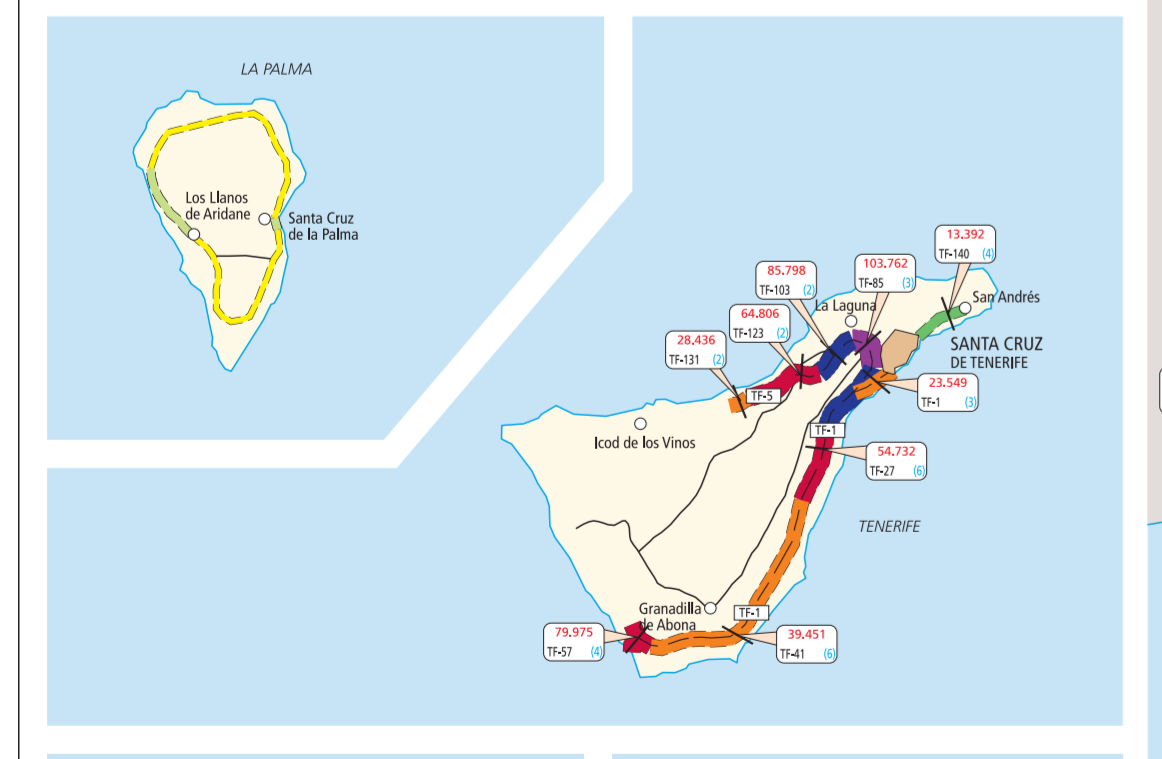 LA PALMA
Los Llanos
de Aridane
Santa Cruz
de la Palma
13.392
TF-140 (4)
103.762
TF-85 (3)
85.798
TF-103 (2)
64.806
TF-123 (2)
28.436
TF-131 (2)
La Laguna
San Andrés
SANTA CRUZ
DE TENERIFE
23.549
TF-1 (3)
TF-5
Icod de los Vinos
TF-1
54.732
TF-27 (6)
TENERIFE
Granadilla
de Abona
TF-1
79.975
TF-57 (4)
39.451
TF-41 (6)